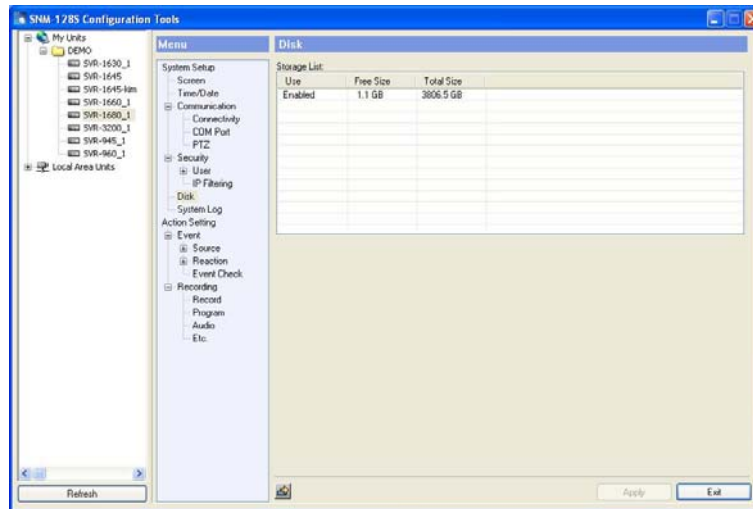 SNM-128S Configuration Tools
My Units
DEMO
SVR-1630_1
SVR-1645
SVR-1645-kim
SVR-1660_1
SVR-1680_1
SVR-3200_1
SVR-945_1
SVR-960_1
Local Area Units
Refresh
Menu
System Setup
Screen
Time/Date
Communication
Connectivity
COM Port
PTZ
Security
User
IP Filtering
Disk
System Log
Action Setting
Event
Source
Reaction
Event Check
Recording
Record
Program
Audio
Etc.
Disk
Storage List:
Use Free Size Total Size
Enabled 1.1 GB 3806.5 GB
Apply Exit